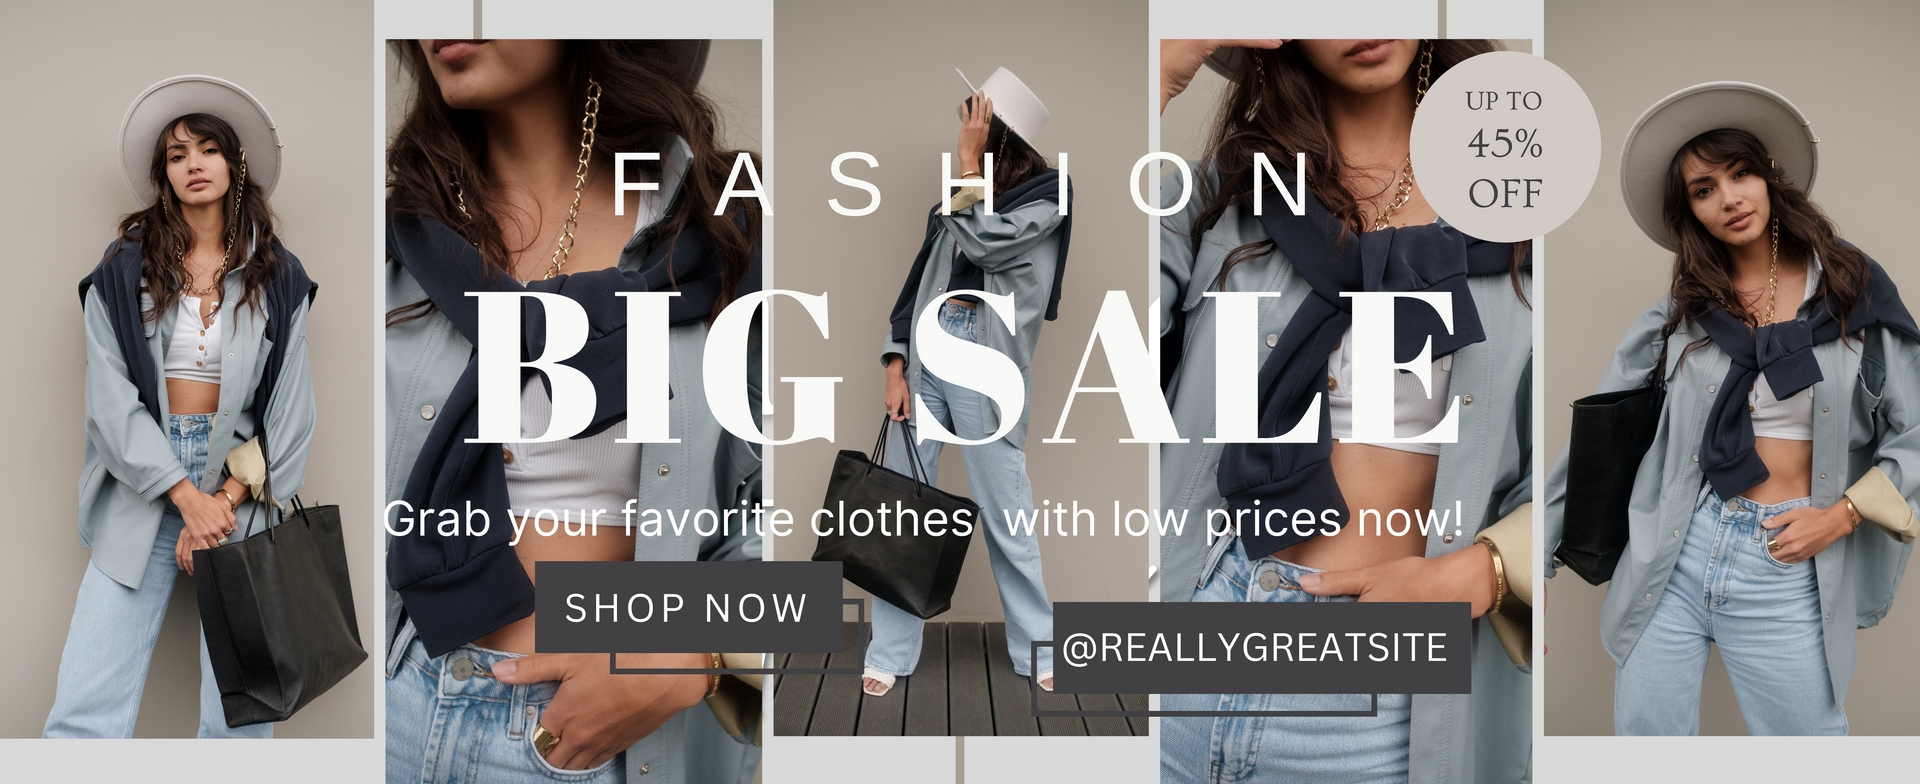 UP TO
45%
OFF
FASHION
BIG SALE
Grab your favorite clothes  with low prices now!
SHOP NOW
@REALLYGREATSITE